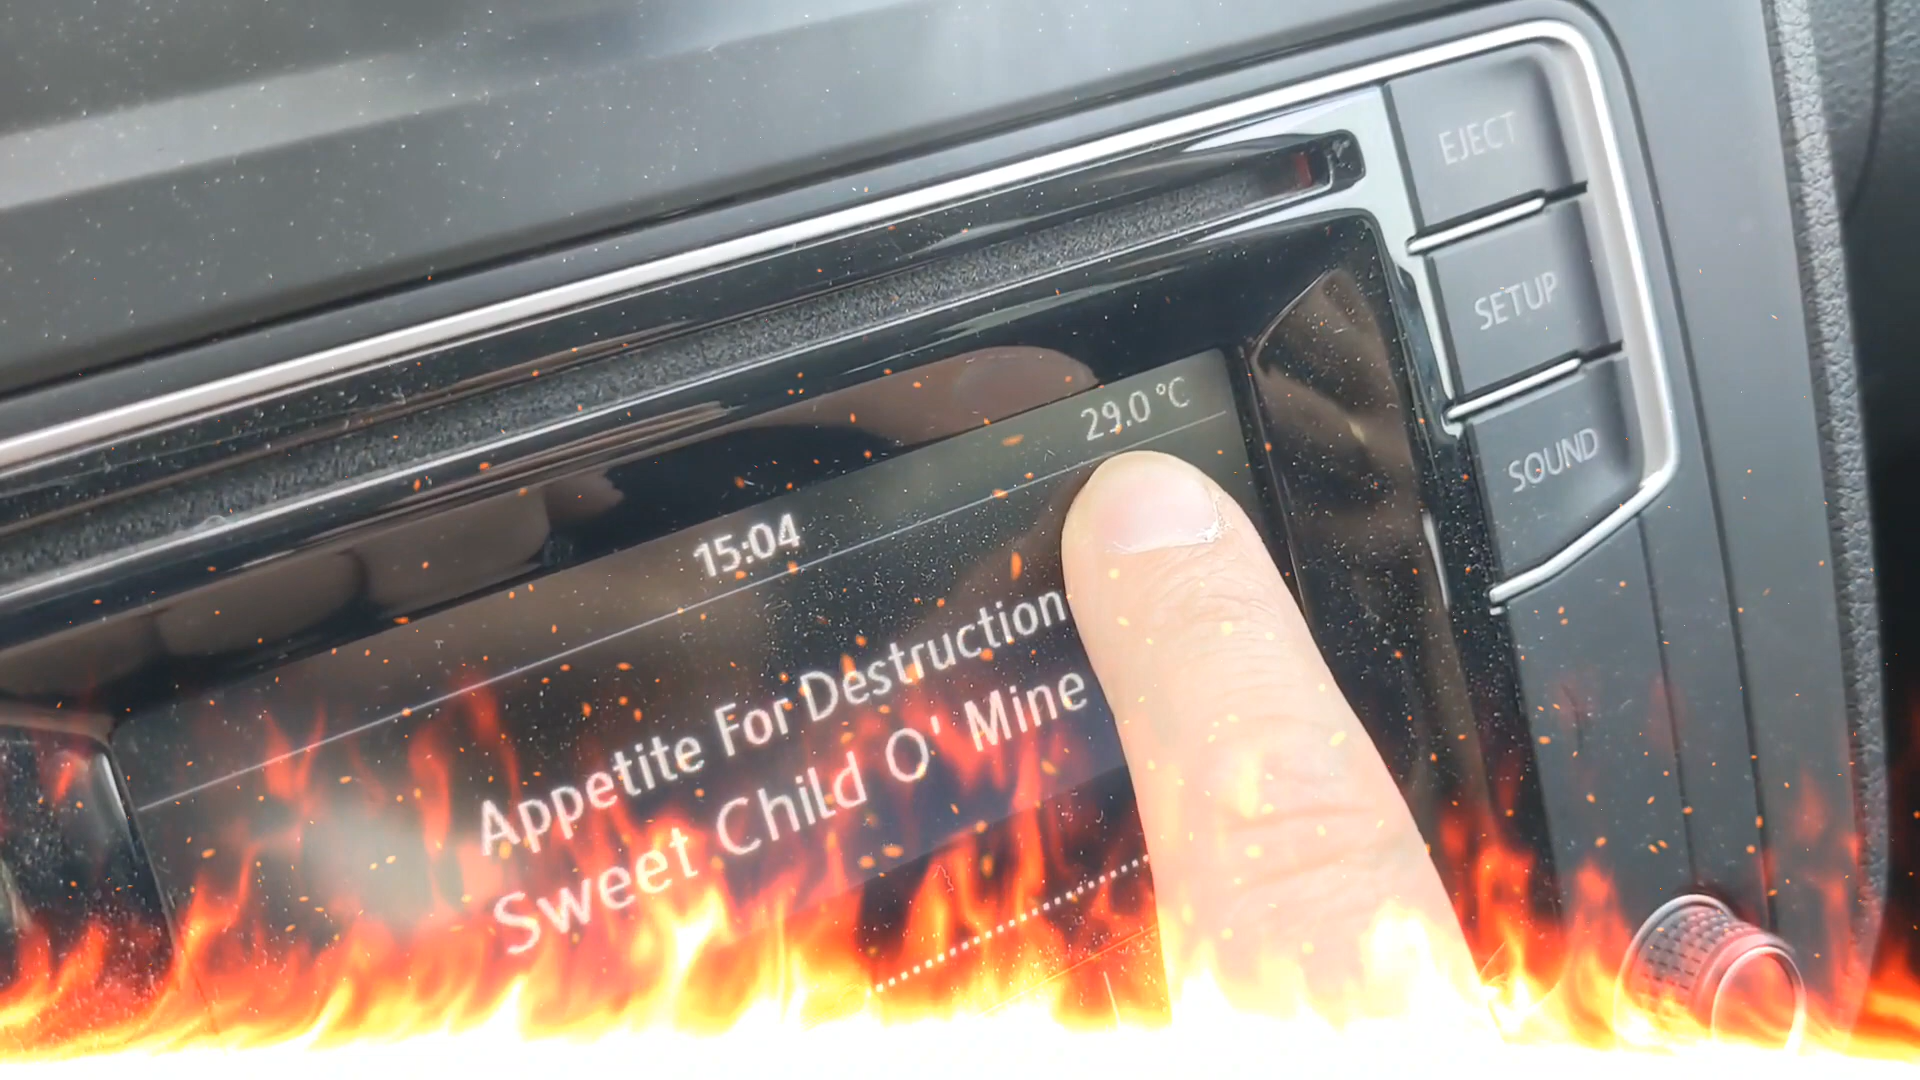 EJECT
SETUP
SOUND
29.0 °C
15:04
Appetite For Destruction
Sweet Child O' Mine